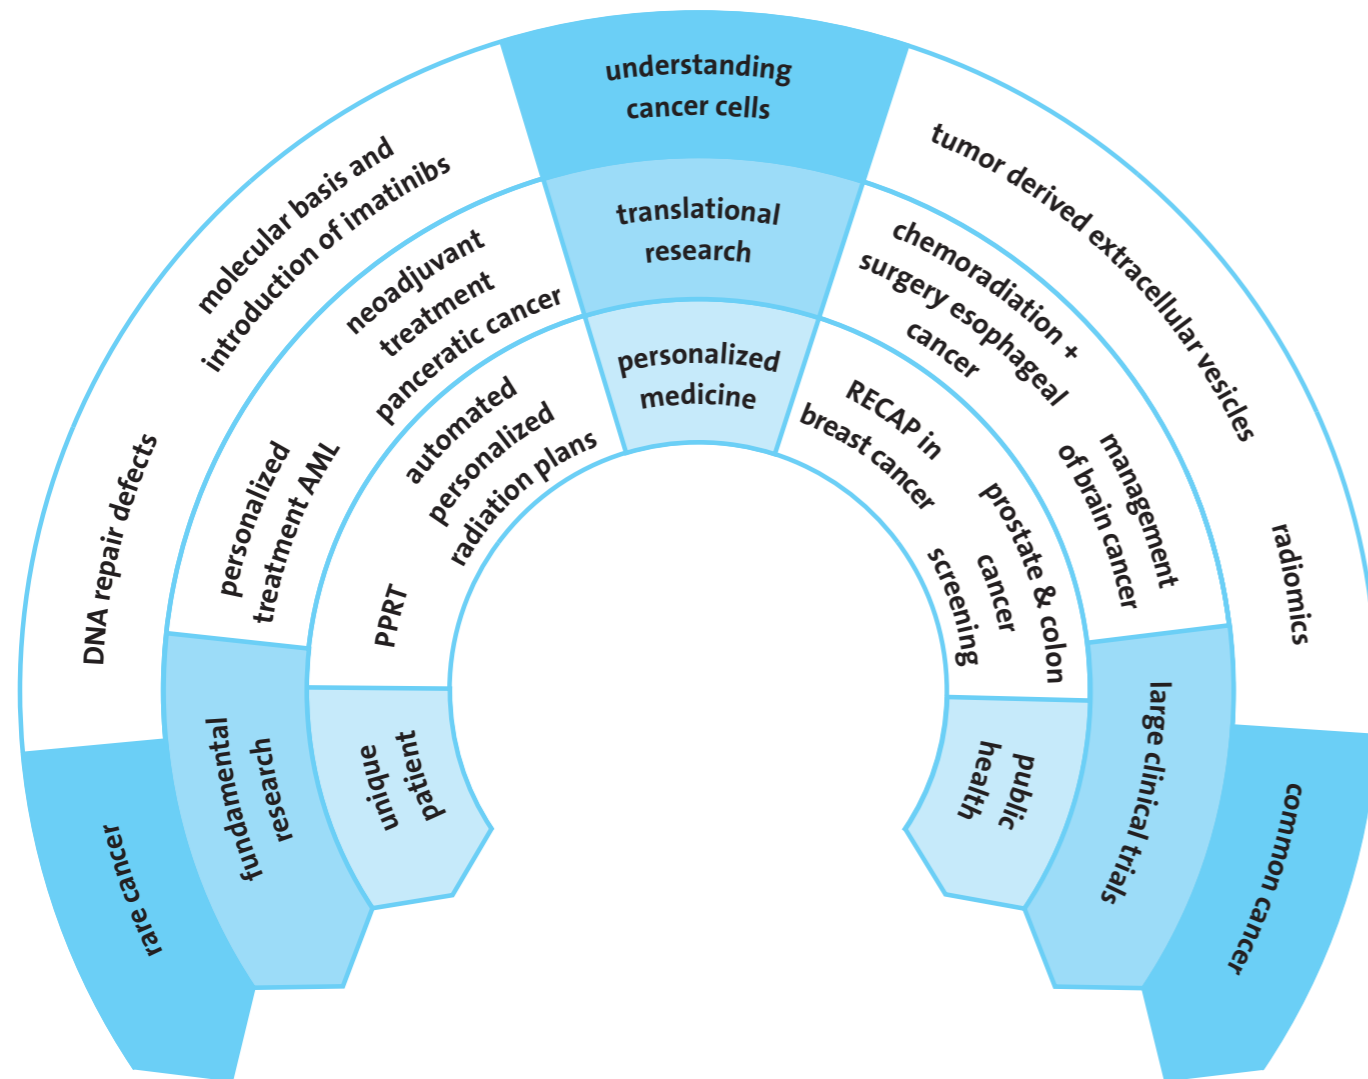 understanding
cancer cells
translational
research
personalized
medicine
molecular basis and
introduction of imatinibs
DNA repair defects
rare cancer
neoadjuvant
treatment
panceratic cancer
personalized
treatment AML
fundamental
research
automated
personalized
radiation plans
PPRT
unique
patient
tumor derived extracellular vesicles
radiomics
common cancer
chemoradiation +
surgery esophageal
cancer
management
of brain cancer
large clinical trials
RECAP in
breast cancer
prostate & colon
cancer
screening
public
health